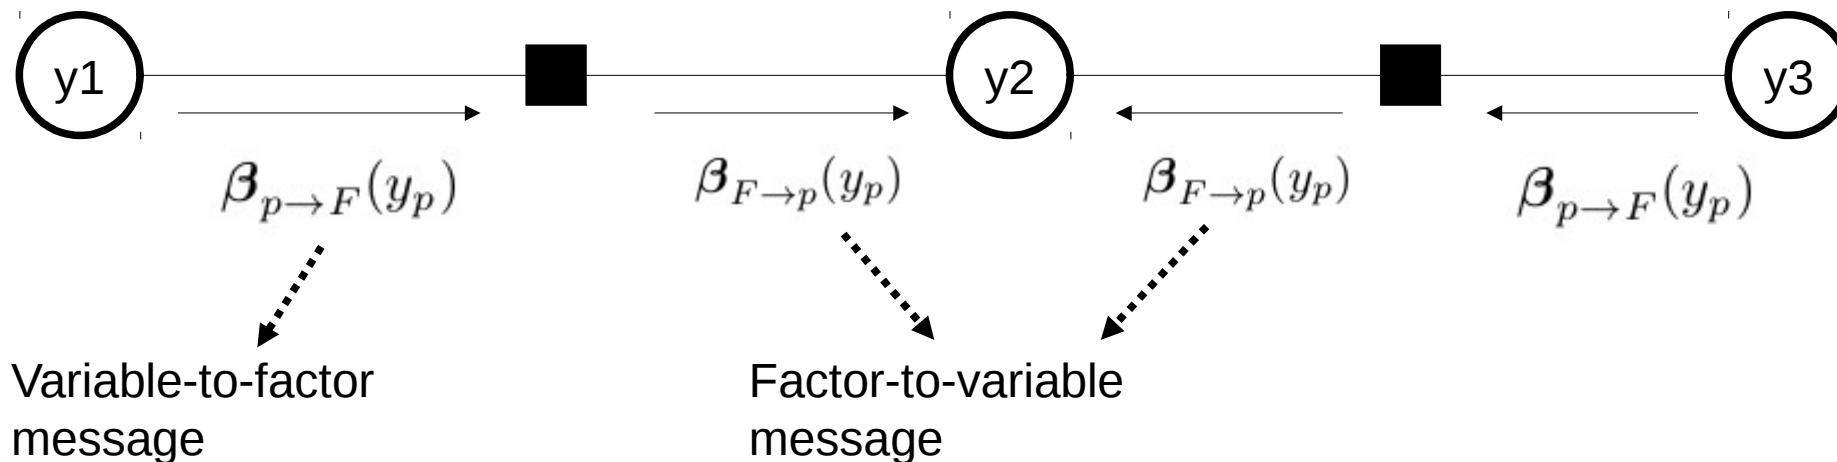 y1 y2 y3
𝜷_{p→F}(y_p) 𝜷_{F→p}(y_p) 𝜷_{F→p}(y_p) 𝜷_{p→F}(y_p)
Variable-to-factor
message
Factor-to-variable
message